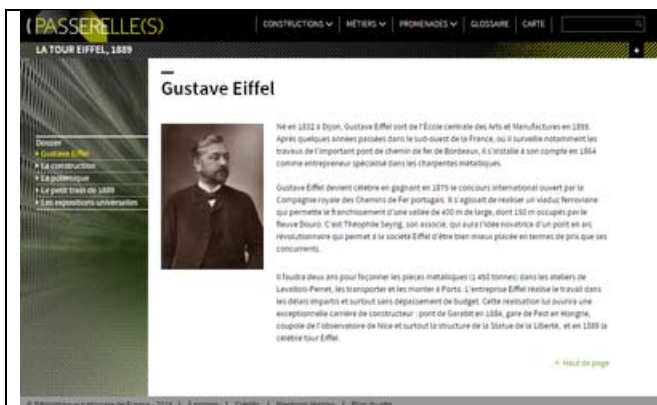 (PASSERELLE(S)
CONSTRUCTIONS | MÉTIERS | PROMENADES | GLOSSAIRE | CARTE
LA TOUR EIFFEL, 1889
+
Gustave Eiffel
Dossier
Gustave Eiffel
La construction
La polémique
Le petit train de 1889
Les expositions universelles
Né en 1832 à Dijon, Gustave Eiffel sort de l'École centrale des Arts et Manufactures en
Après quelques années passées dans le sud-ouest de la France, où il surveille notamment les
travaux de l'important pont de chemin de fer de Bordeaux, il s'installe à son compte en 1864
comme entrepreneur spécialisé dans les charpentes métalliques.
Gustave Eiffel devient célèbre en gagnant en 1875 le concours international ouvert par la
Compagnie royale des Chemins de Fer portugais. Il s'agissait de réaliser un viaduc ferroviaire
qui permette le franchissement d'une vallée de 400 m de large, dont 150 m occupés par le
fleuve Douro. C'est Théophile Seyrig, son associé, qui aura l'idée novatrice d'un pont en arc
révolutionnaire qui permet à la société Eiffel d'être bien mieux placée en termes de prix que ses
concurrents.
Il faudra deux ans pour façonner les pièces métalliques (1 450 tonnes) dans les ateliers de
Levallois-Perret, les transporter et les monter à Porto. L'entreprise Eiffel réalise le travail dans
les délais impartis et surtout sans dépassement de budget. Cette réalisation lui ouvrira une
exceptionnelle carrière de constructeur : pont de Garabit en 1884, gare de Pest en Hongrie,
coupole de l'observatoire de Nice et surtout la structure de la Statue de la Liberté, et en 1889 la
célèbre tour Eiffel.
Haut de page
© Bibliothèque nationale de France | À propos | Crédits | Mentions légales | Plan du site